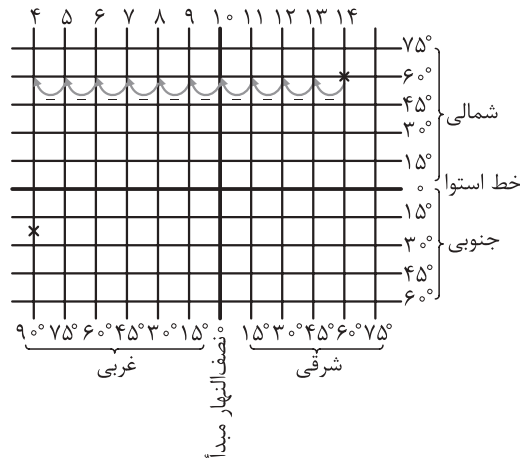 ۴ ۵ ۶ ۷ ۸ ۹ ۱۰ ۱۱ ۱۲ ۱۳ ۱۴
۷۵°
۶۰°
۴۵°
۳۰°
۱۵°
شمالی
۰
خط استوا
۱۵°
۳۰°
۴۵°
۶۰°
جنوبی
۹۰° ۷۵° ۶۰° ۴۵° ۳۰° ۱۵° ۰ ۱۵° ۳۰° ۴۵° ۶۰° ۷۵°
غربی
شرقی
نصف‌النهار مبدأ